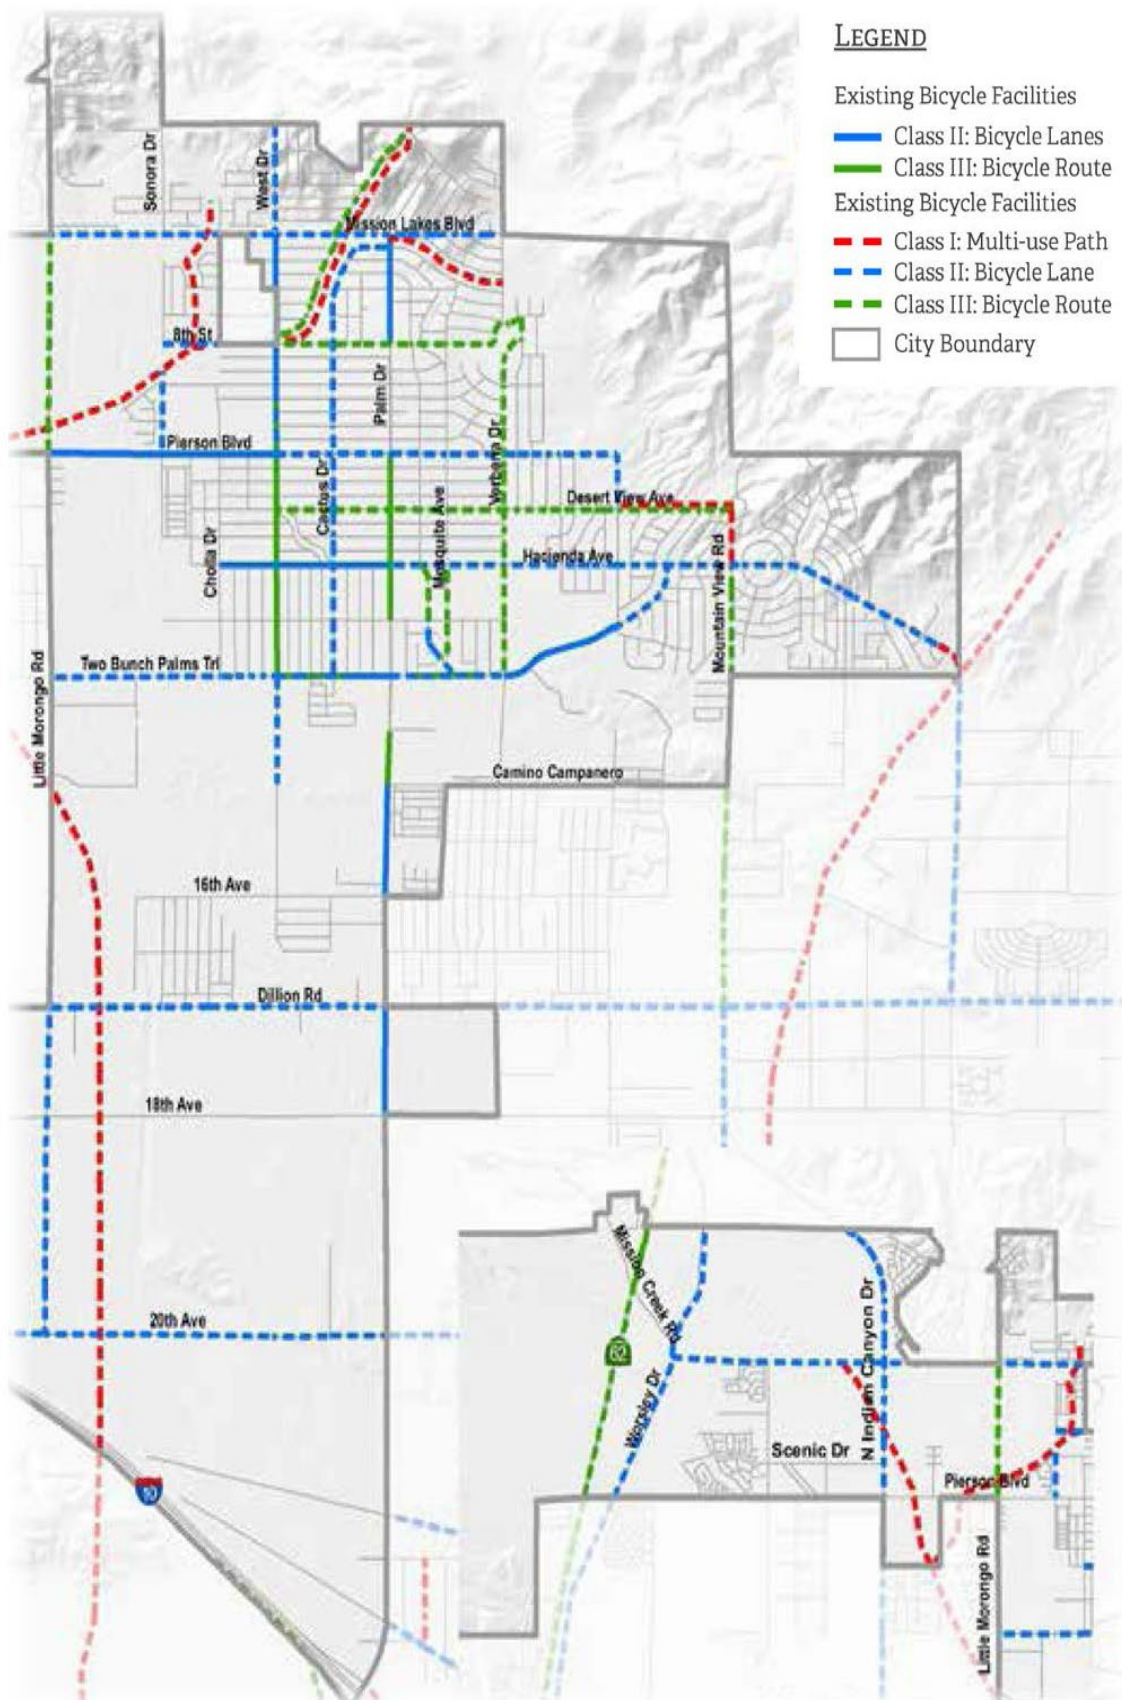 LEGEND
Existing Bicycle Facilities
Class II: Bicycle Lanes
Class III: Bicycle Route
Existing Bicycle Facilities
Class I: Multi-use Path
Class II: Bicycle Lane
Class III: Bicycle Route
City Boundary
Sonora Dr
West Dr
Mission Lakes Blvd
8th St
Palm Dr
Pierson Blvd
Cactus Dr
Verbena Dr
Mosquite Ave
Desert View Ave
Cholla Dr
Hacienda Ave
Mountain View Rd
Two Bunch Palms Trl
Little Morongo Rd
Camino Campanero
16th Ave
Dillion Rd
18th Ave
20th Ave
10
Mission Creek Rd
62
Worsley Dr
N Indian Canyon Dr
Scenic Dr
Pierson Blvd
Little Morongo Rd